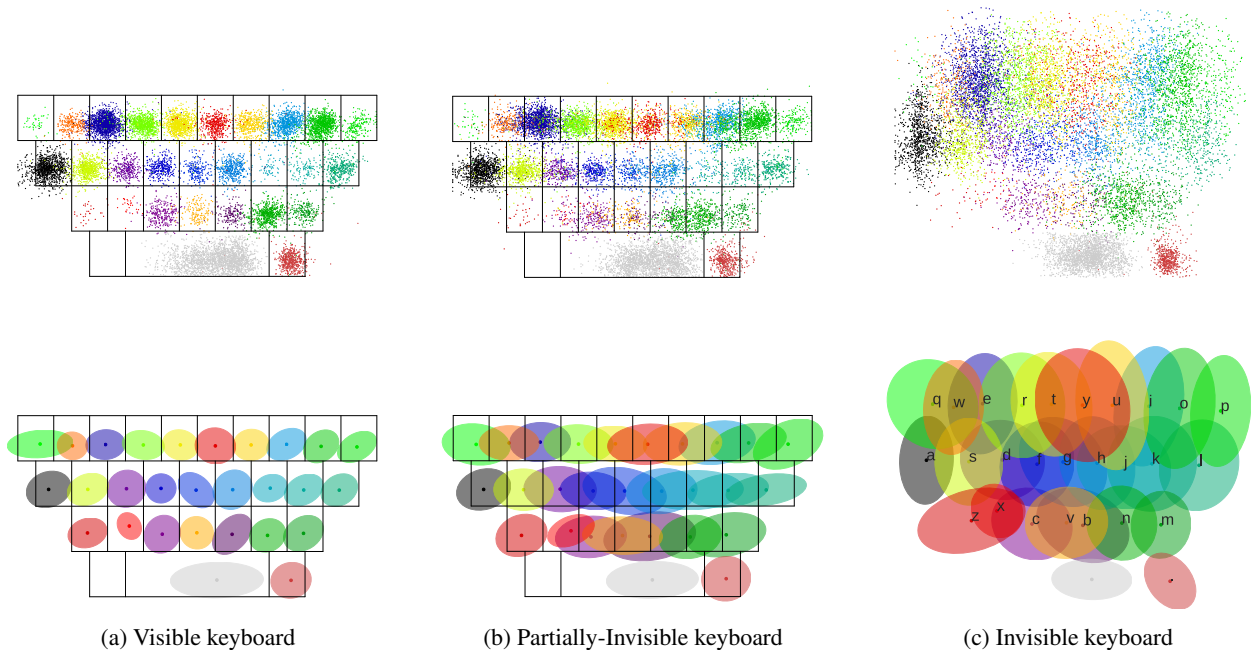 q w e r t y u i o p
a s d f g h j k l
z x c v b n m
(a) Visible keyboard
(b) Partially-Invisible keyboard
(c) Invisible keyboard